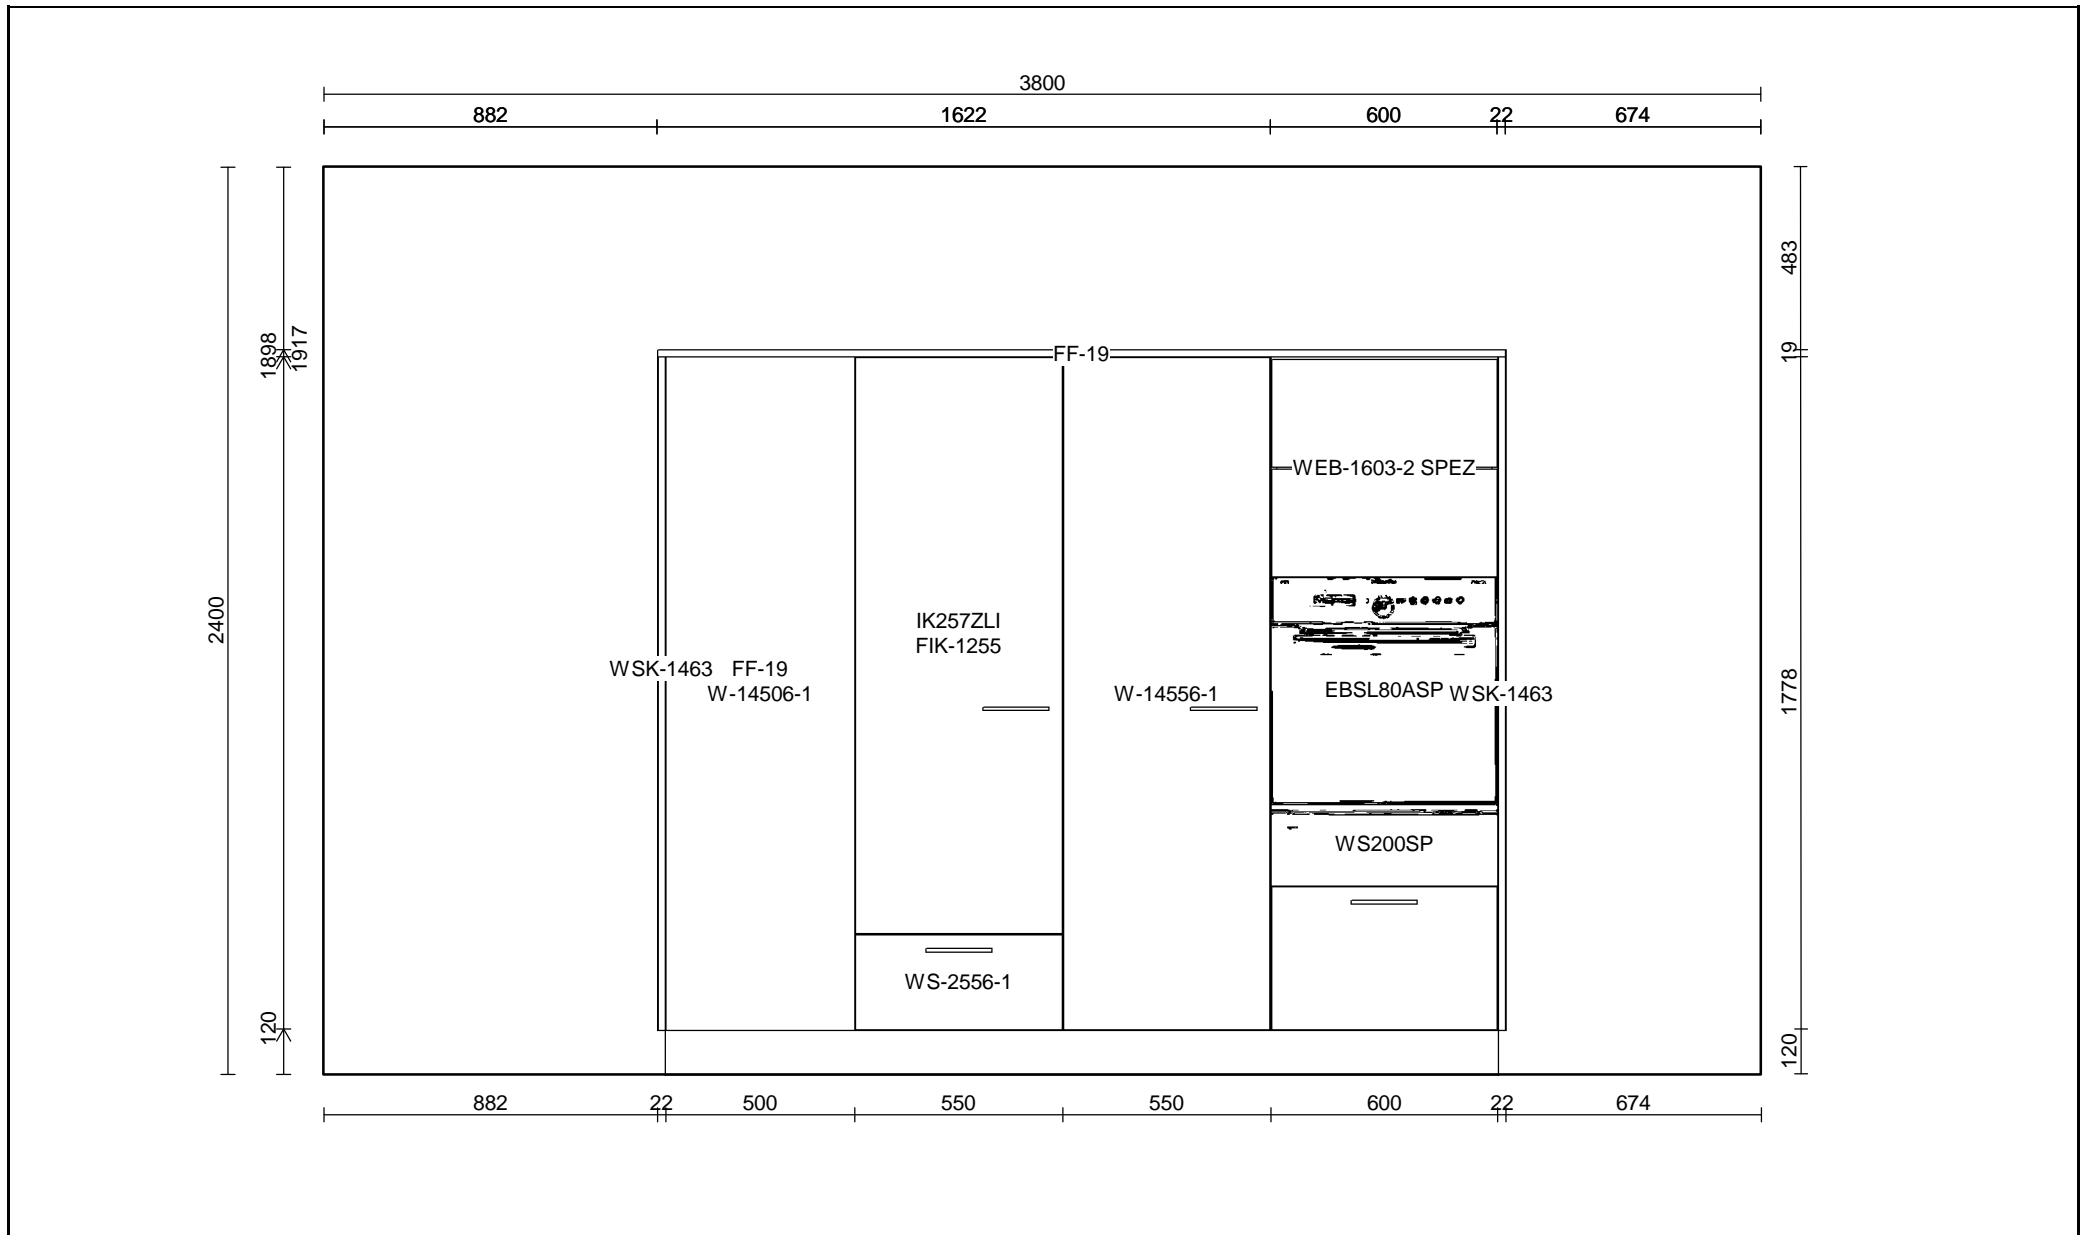 3800
882 1622 600 22 674
483
1898 1917 FF-19 19
WEB-1603-2 SPEZ
2400
IK257ZLI
FIK-1255
WSK-1463 FF-19
W-14506-1 W-14556-1 EBSL80ASP WSK-1463 1778
WS200SP
WS-2556-1
120 120
882 22 500 550 550 600 22 674